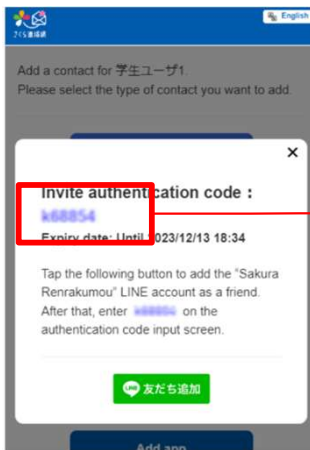 さくら連絡網
English
Add a contact for 学生ユーザ1.
Please select the type of contact you want to add.
×
Invite authentication code :
k68854
Expiry date: Until 2023/12/13 18:34
Tap the following button to add the "Sakura
Renrakumou" LINE account as a friend.
After that, enter on the
authentication code input screen.
LINE 友だち追加
Add app